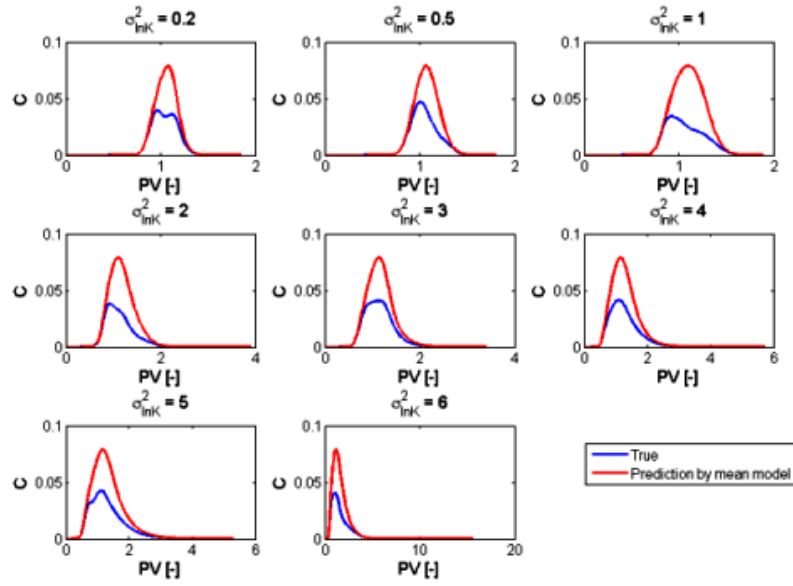 σ²lnK = 0.2
σ²lnK = 0.5
σ²lnK = 1
0.1
0.05
0
C
0 1 2
PV [-]
0.1
0.05
0
C
0 1 2
PV [-]
0.1
0.05
0
C
0 1 2
PV [-]
σ²lnK = 2
σ²lnK = 3
σ²lnK = 4
0.1
0.05
0
C
0 2 4
PV [-]
0.1
0.05
0
C
0 2 4
PV [-]
0.1
0.05
0
C
0 2 4 6
PV [-]
σ²lnK = 5
σ²lnK = 6
0.1
0.05
0
C
0 2 4 6
PV [-]
0.1
0.05
0
C
0 10 20
PV [-]
True
Prediction by mean model